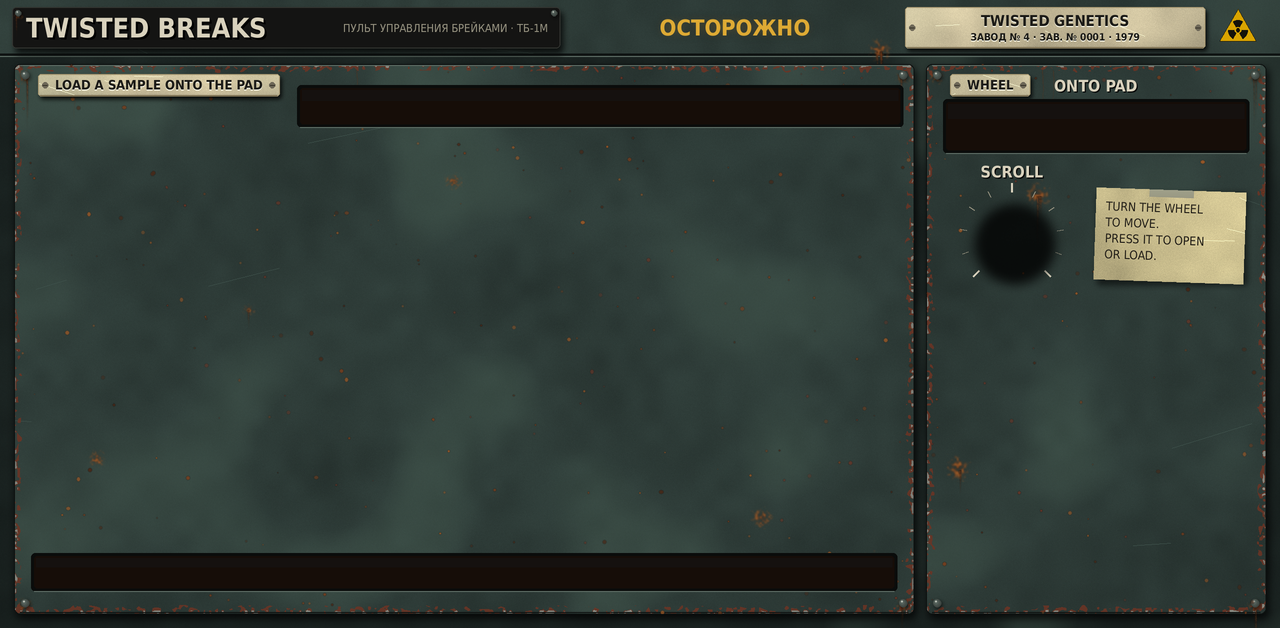 TWISTED BREAKS
ПУЛЬТ УПРАВЛЕНИЯ БРЕЙКАМИ · ТБ-1М
ОСТОРОЖНО
TWISTED GENETICS
ЗАВОД № 4 · ЗАВ. № 0001 · 1979
LOAD A SAMPLE ONTO THE PAD
WHEEL
ONTO PAD
SCROLL
TURN THE WHEEL
TO MOVE.
PRESS IT TO OPEN
OR LOAD.